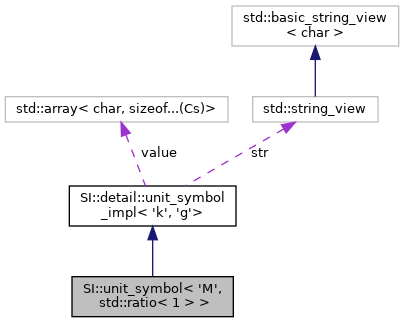 std::basic_string_view
< char >
std::array< char, sizeof...(Cs)>
std::string_view
value
str
SI::detail::unit_symbol
_impl< 'k', 'g'>
SI::unit_symbol< 'M',
std::ratio< 1 > >